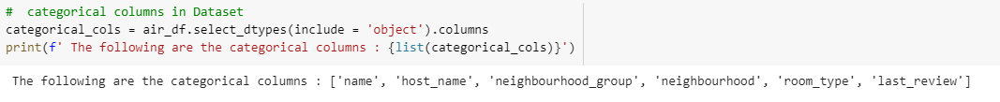 #  categorical columns in Dataset
categorical_cols = air_df.select_dtypes(include = 'object').columns
print(f' The following are the categorical columns : {list(categorical_cols)}')
The following are the categorical columns : ['name', 'host_name', 'neighbourhood_group', 'neighbourhood', 'room_type', 'last_review']